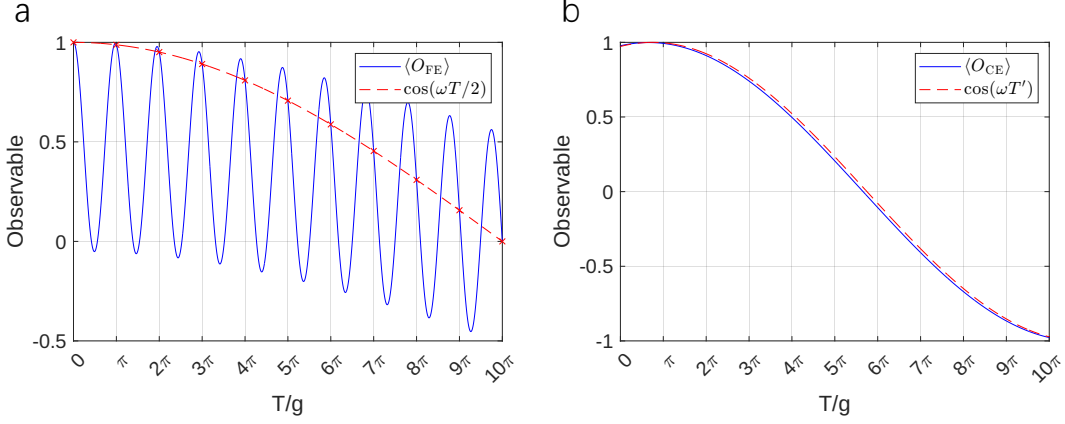 a
1
0.5
0
-0.5
Observable
⟨O_FE⟩
cos(ωT/2)
0
π
2π
3π
4π
5π
6π
7π
8π
9π
10π
T/g
b
1
0.5
0
-0.5
-1
Observable
⟨O_CE⟩
cos(ωT′)
0
π
2π
3π
4π
5π
6π
7π
8π
9π
10π
T/g